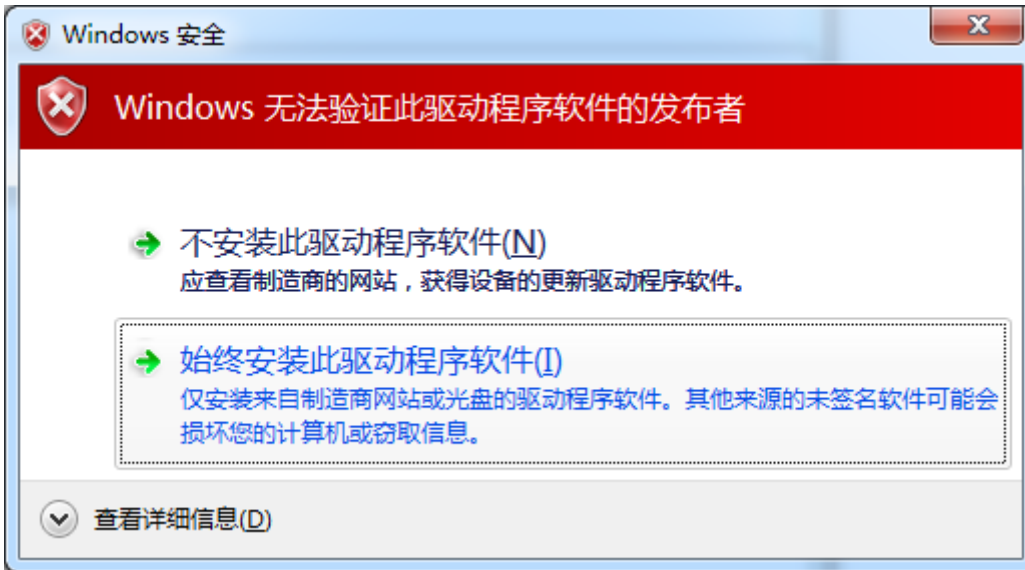 Windows 安全
Windows 无法验证此驱动程序软件的发布者
不安装此驱动程序软件(N)
应查看制造商的网站，获得设备的更新驱动程序软件。
始终安装此驱动程序软件(I)
仅安装来自制造商网站或光盘的驱动程序软件。其他来源的未签名软件可能会
损坏您的计算机或窃取信息。
查看详细信息(D)